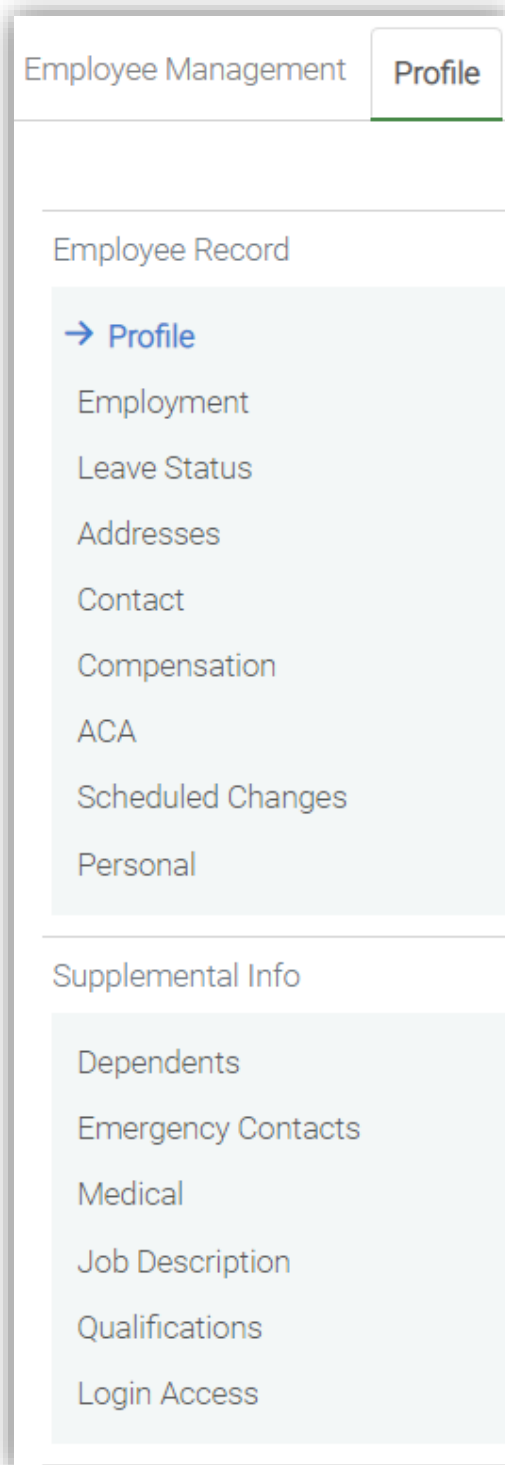 Employee Management Profile
Employee Record
→ Profile
Employment
Leave Status
Addresses
Contact
Compensation
ACA
Scheduled Changes
Personal
Supplemental Info
Dependents
Emergency Contacts
Medical
Job Description
Qualifications
Login Access